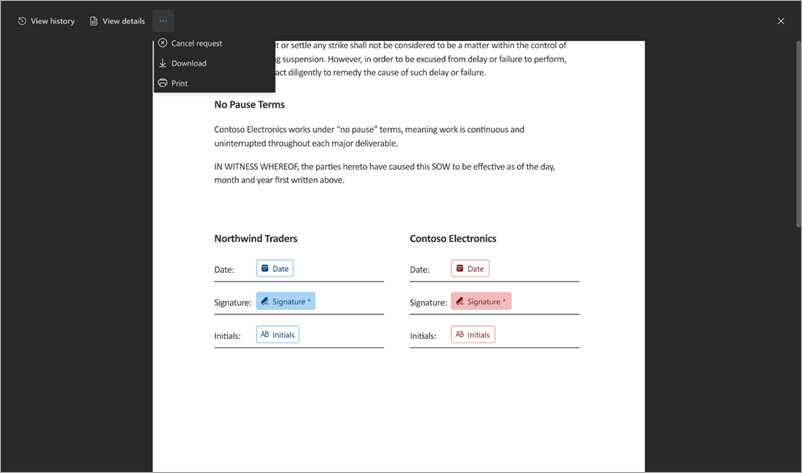 View history
View details
...
Cancel request
Download
Print
t or settle any strike shall not be considered to be a matter within the control of
ng suspension. However, in order to be excused from delay or failure to perform,
act diligently to remedy the cause of such delay or failure.
No Pause Terms
Contoso Electronics works under “no pause” terms, meaning work is continuous and
uninterrupted throughout each major deliverable.
IN WITNESS WHEREOF, the parties hereto have caused this SOW to be effective as of the day,
month and year first written above.
Northwind Traders
Date: Date
Signature: Signature *
Initials: AB Initials
Contoso Electronics
Date: Date
Signature: Signature *
Initials: AB Initials